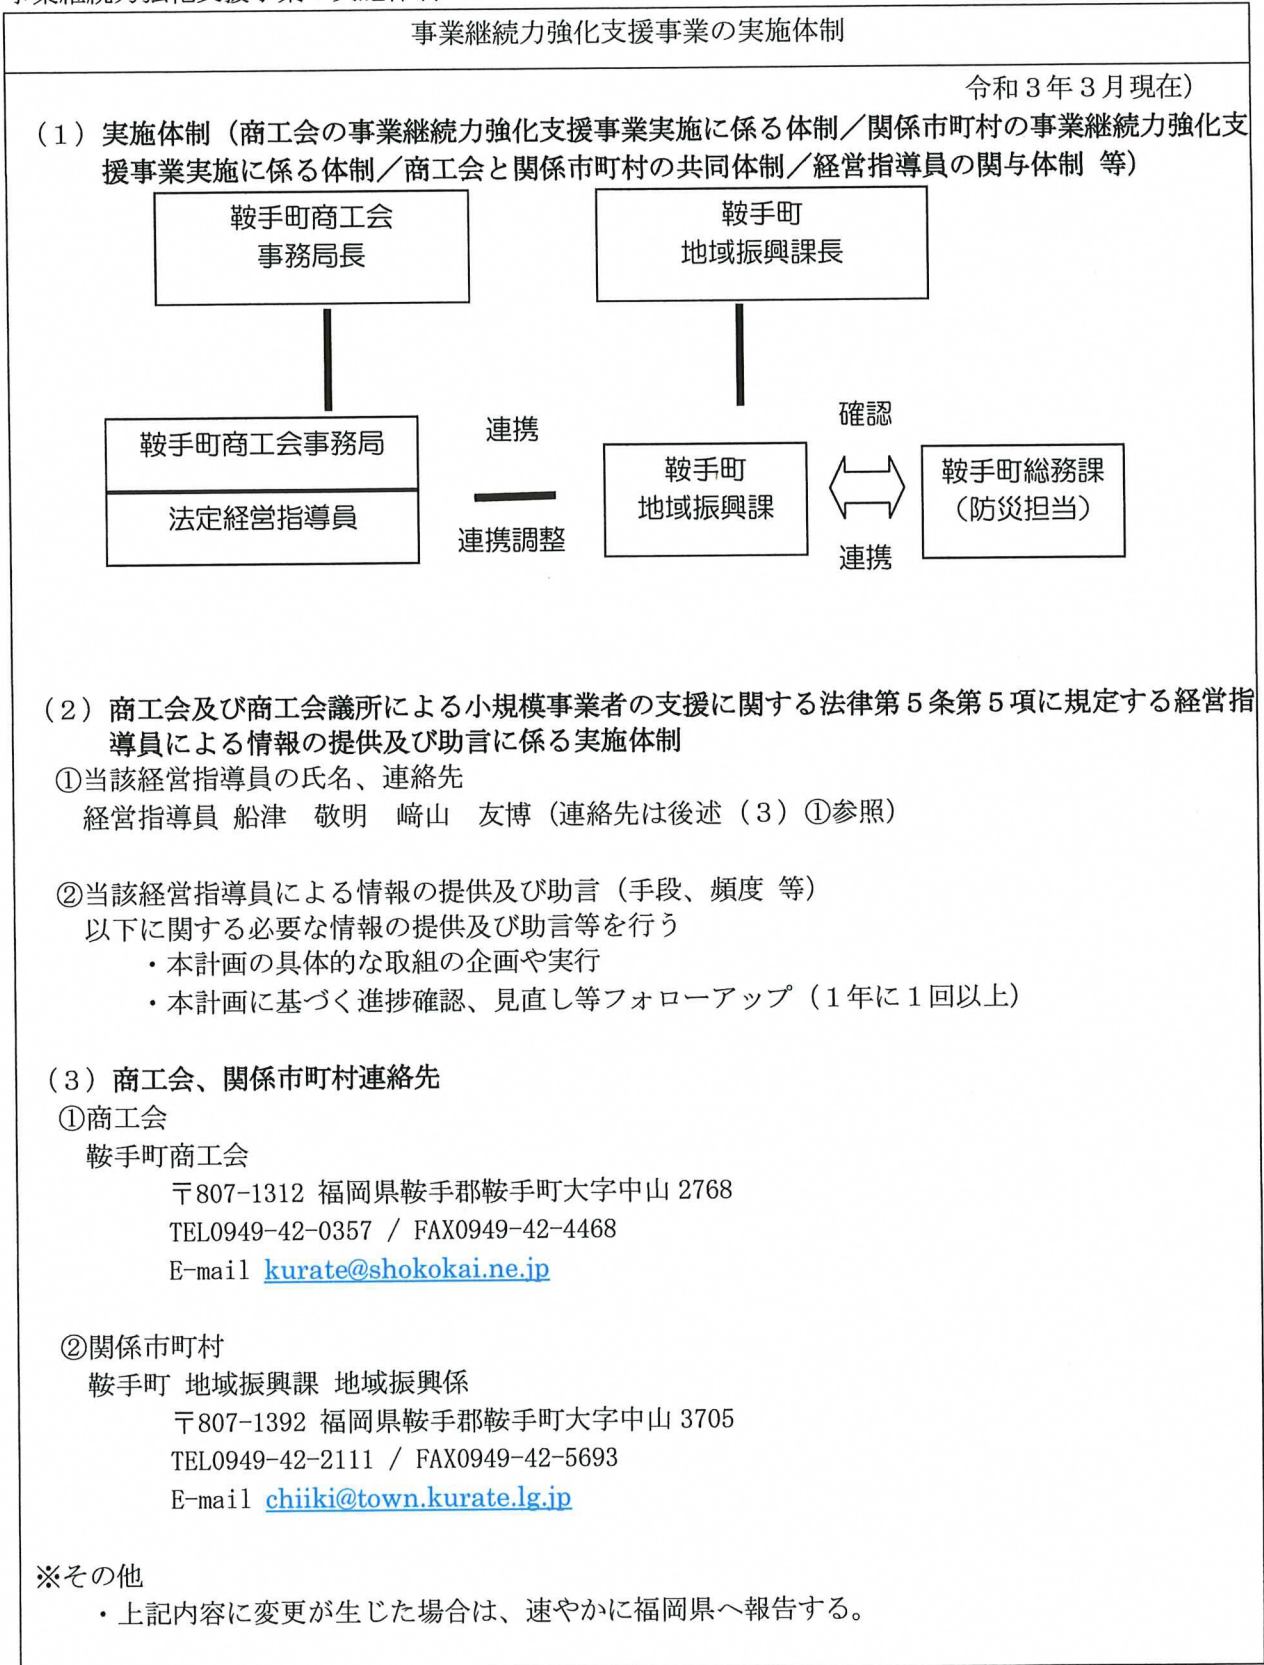 事業継続力強化支援事業の実施体制
令和3年3月現在）
（1）実施体制（商工会の事業継続力強化支援事業実施に係る体制／関係市町村の事業継続力強化支
援事業実施に係る体制／商工会と関係市町村の共同体制／経営指導員の関与体制 等）
鞍手町商工会
事務局長
鞍手町
地域振興課長
鞍手町商工会事務局
法定経営指導員
連携
連携調整
鞍手町
地域振興課
確認
連携
鞍手町総務課
（防災担当）
（2）商工会及び商工会議所による小規模事業者の支援に関する法律第5条第5項に規定する経営指
導員による情報の提供及び助言に係る実施体制
①当該経営指導員の氏名、連絡先
経営指導員 船津　敬明　﨑山　友博（連絡先は後述（3）①参照）
②当該経営指導員による情報の提供及び助言（手段、頻度 等）
以下に関する必要な情報の提供及び助言等を行う
・本計画の具体的な取組の企画や実行
・本計画に基づく進捗確認、見直し等フォローアップ（1年に1回以上）
（3）商工会、関係市町村連絡先
①商工会
鞍手町商工会
〒807-1312 福岡県鞍手郡鞍手町大字中山 2768
TEL0949-42-0357 / FAX0949-42-4468
E-mail kurate@shokokai.ne.jp
②関係市町村
鞍手町 地域振興課 地域振興係
〒807-1392 福岡県鞍手郡鞍手町大字中山 3705
TEL0949-42-2111 / FAX0949-42-5693
E-mail chiiki@town.kurate.lg.jp
※その他
・上記内容に変更が生じた場合は、速やかに福岡県へ報告する。